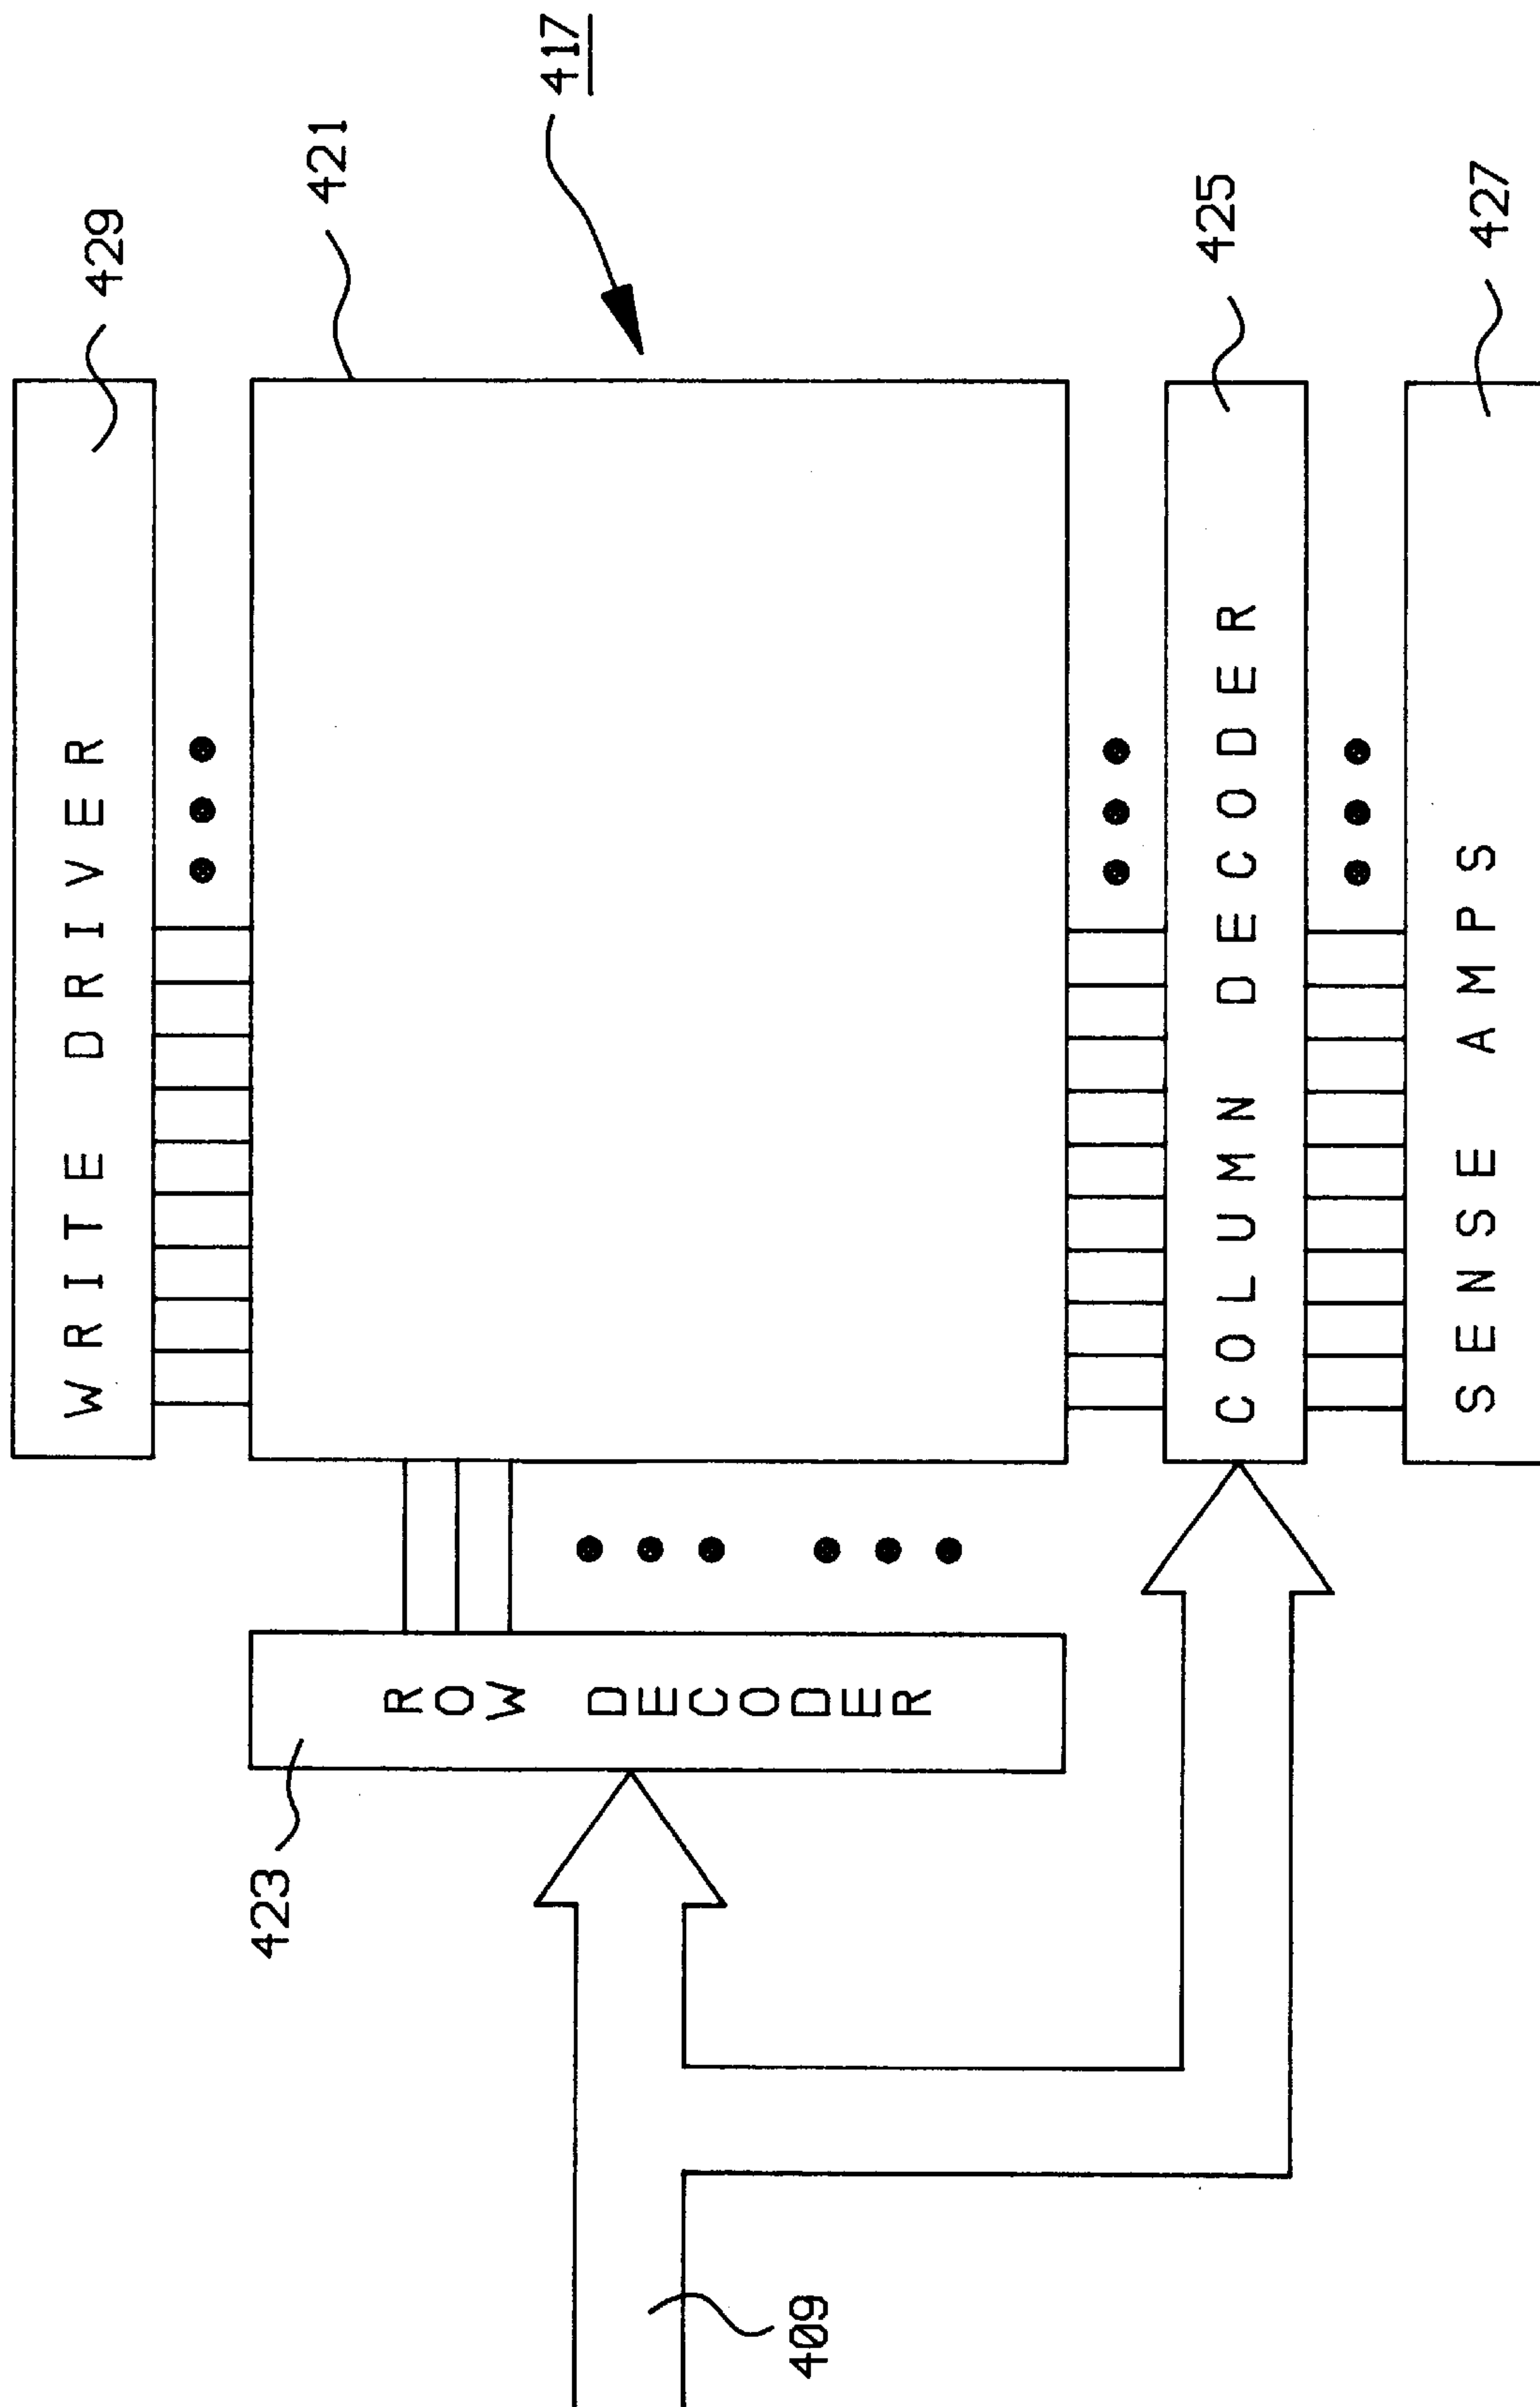 WRITE DRIVER
429
423
421
ROW DECODER
417
409
COLUMN DECODER
425
SENSE AMPS
427